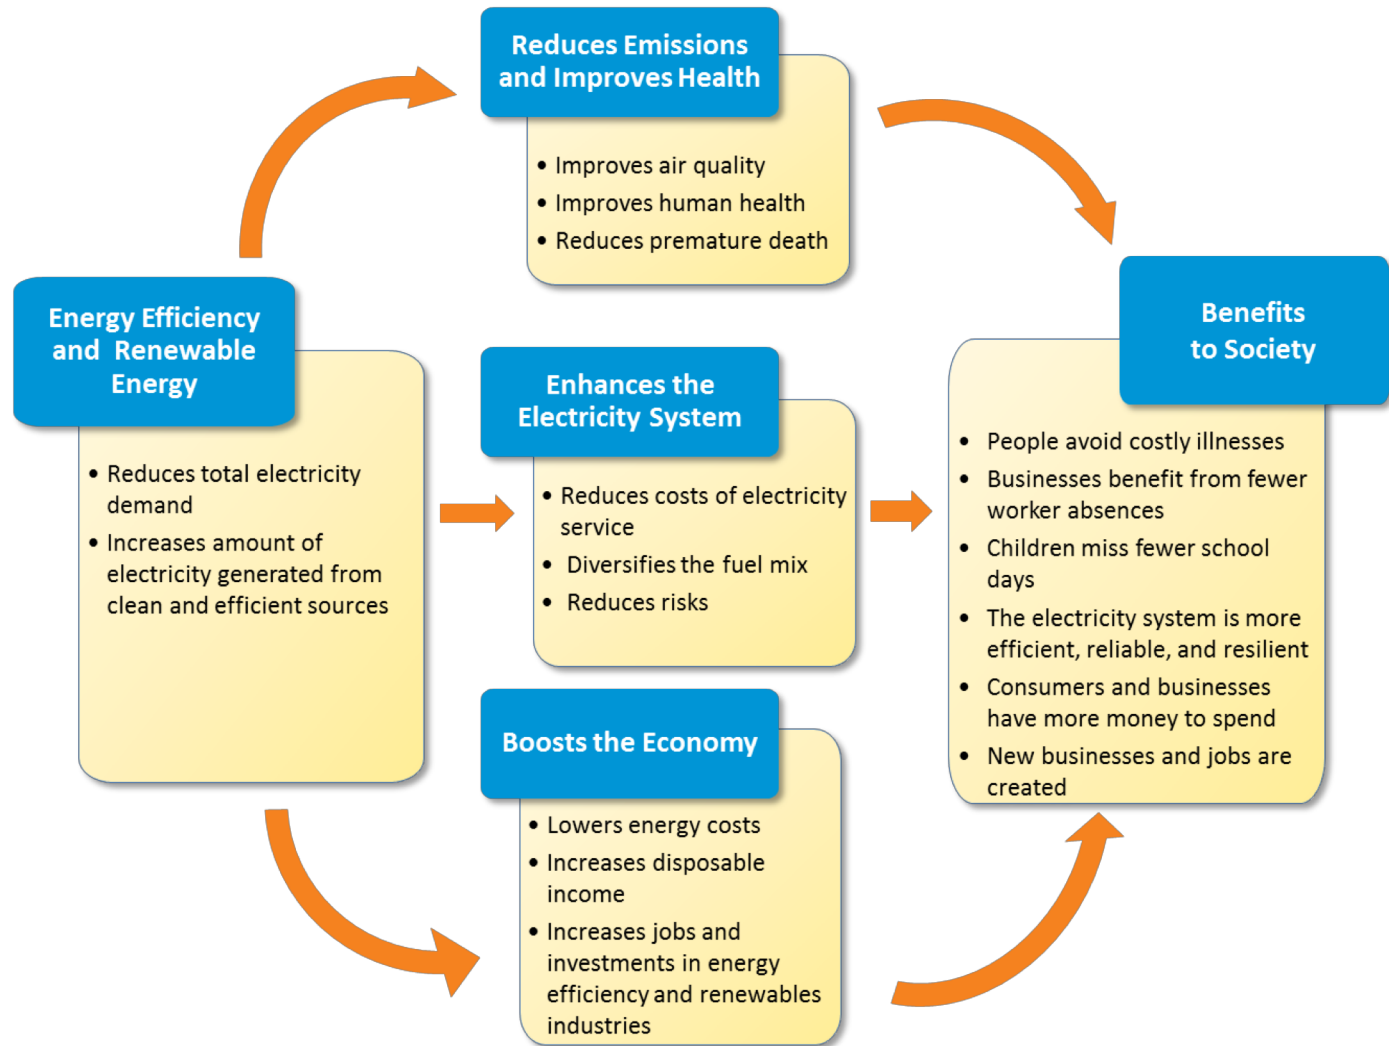 Reduces Emissions
and Improves Health
• Improves air quality
• Improves human health
• Reduces premature death
Energy Efficiency
and Renewable
Energy
• Reduces total electricity
demand
• Increases amount of
electricity generated from
clean and efficient sources
Enhances the
Electricity System
• Reduces costs of electricity
service
• Diversifies the fuel mix
• Reduces risks
Boosts the Economy
• Lowers energy costs
• Increases disposable
income
• Increases jobs and
investments in energy
efficiency and renewables
industries
Benefits
to Society
• People avoid costly illnesses
• Businesses benefit from fewer
worker absences
• Children miss fewer school
days
• The electricity system is more
efficient, reliable, and resilient
• Consumers and businesses
have more money to spend
• New businesses and jobs are
created